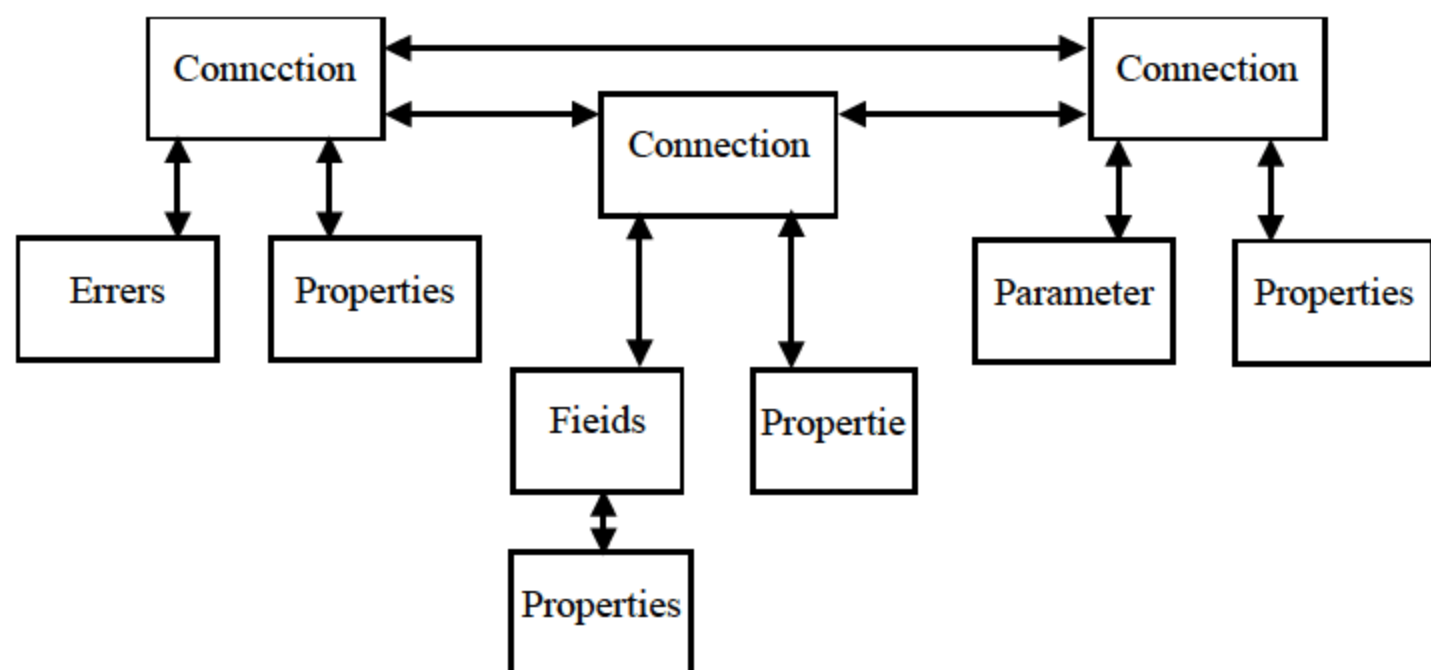 Conncction
Connection
Connection
Errers
Properties
Parameter
Properties
Fieids
Propertie
Properties